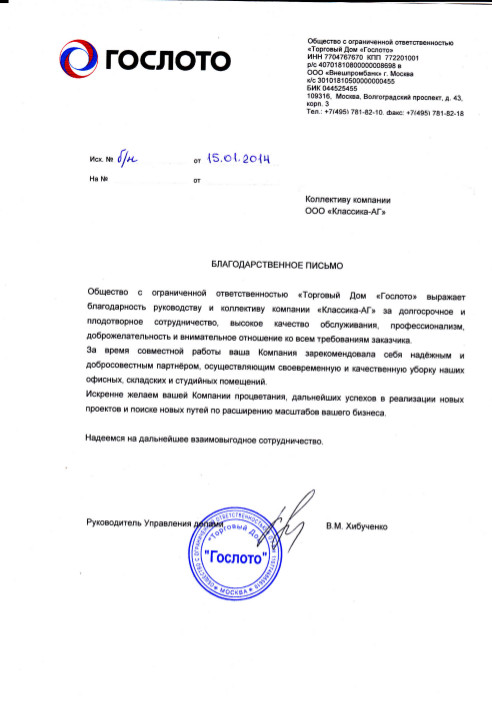 ГОСЛОТО
Общество с ограниченной ответственностью
«Торговый Дом «Гослото»
ИНН 7704767670 КПП 772201001
р/с 40701810800000008698 в
ООО «Внешпромбанк» г. Москва
к/с 30101810500000000455
БИК 044525455
109316, Москва, Волгоградский проспект, д. 43,
корп. 3
Тел.: +7(495) 781-82-10. факс: +7(495) 781-82-18
Исх. № б/н от 15.01.2014
На № от
Коллективу компании
ООО «Классика-АГ»
БЛАГОДАРСТВЕННОЕ ПИСЬМО
Общество с ограниченной ответственностью «Торговый Дом «Гослото» выражает
благодарность руководству и коллективу компании «Классика-АГ» за долгосрочное и
плодотворное сотрудничество, высокое качество обслуживания, профессионализм,
доброжелательность и внимательное отношение ко всем требованиям заказчика.
За время совместной работы ваша Компания зарекомендовала себя надёжным и
добросовестным партнёром, осуществляющим своевременную и качественную уборку наших
офисных, складских и студийных помещений.
Искренне желаем вашей Компании процветания, дальнейших успехов в реализации новых
проектов и поиске новых путей по расширению масштабов вашего бизнеса.
Надеемся на дальнейшее взаимовыгодное сотрудничество.
Руководитель Управления делами
В.М. Хибученко
ОБЩЕСТВО С ОГРАНИЧЕННОЙ ОТВЕТСТВЕННОСТЬЮ
"Торговый Дом
"Гослото"
МОСКВА